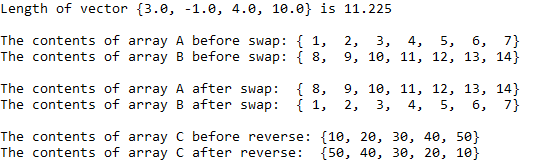 Length of vector {3.0, -1.0, 4.0, 10.0} is 11.225
The contents of array A before swap: { 1,  2,  3,  4,  5,  6,  7}
The contents of array B before swap: { 8,  9, 10, 11, 12, 13, 14}
The contents of array A after swap:  { 8,  9, 10, 11, 12, 13, 14}
The contents of array B after swap:  { 1,  2,  3,  4,  5,  6,  7}
The contents of array C before reverse: {10, 20, 30, 40, 50}
The contents of array C after reverse:  {50, 40, 30, 20, 10}